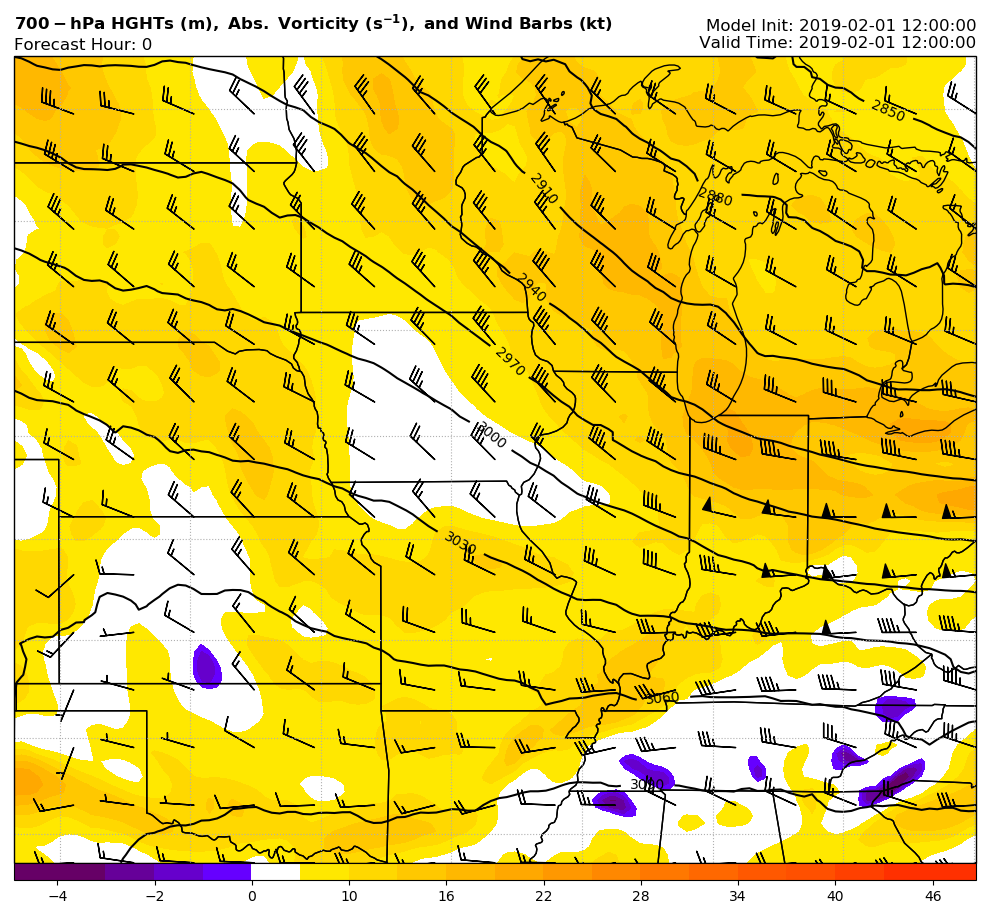 700-hPa HGHTs (m), Abs. Vorticity (s⁻¹), and Wind Barbs (kt)
Forecast Hour: 0
Model Init: 2019-02-01 12:00:00
Valid Time: 2019-02-01 12:00:00
2850
2880
2910
2940
2970
3000
3030
3060
−4 −2 0 10 16 22 28 34 40 46